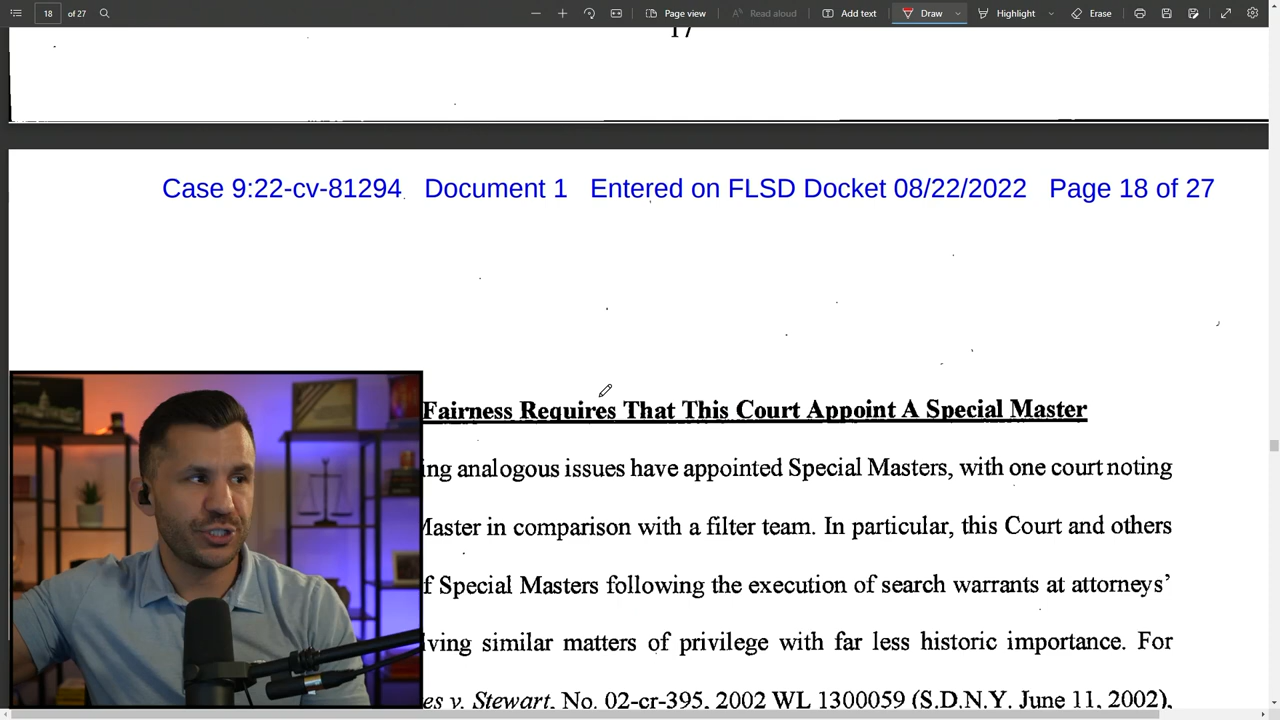 18 of 27 Page view Read aloud Add text Draw Highlight Erase
17
Case 9:22-cv-81294 Document 1 Entered on FLSD Docket 08/22/2022 Page 18 of 27
Fairness Requires That This Court Appoint A Special Master
ing analogous issues have appointed Special Masters, with one court noting
Master in comparison with a filter team. In particular, this Court and others
f Special Masters following the execution of search warrants at attorneys’
lving similar matters of privilege with far less historic importance. For
es v. Stewart, No. 02-cr-395, 2002 WL 1300059 (S.D.N.Y. June 11, 2002),